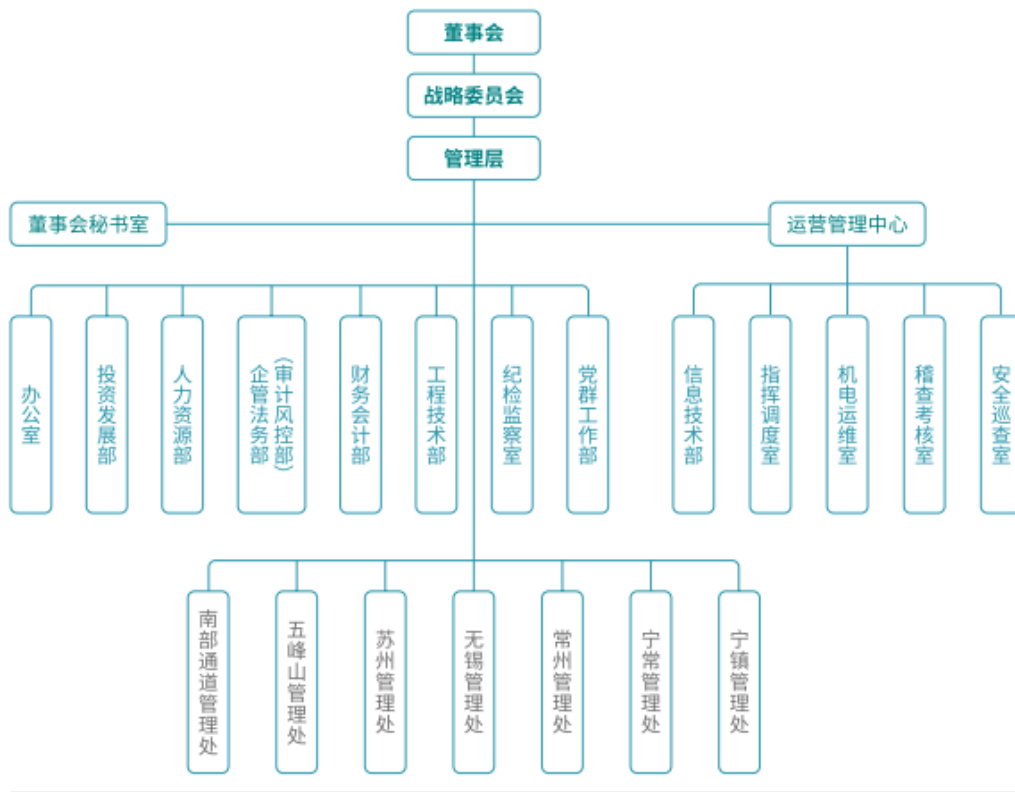 董事会
战略委员会
管理层
董事会秘书室
运营管理中心
办公室
投资发展部
人力资源部
企管法务部
（审计风控部）
财务会计部
工程技术部
纪检监察室
党群工作部
信息技术部
指挥调度室
机电运维室
稽查考核室
安全巡查室
南部通道管理处
五峰山管理处
苏州管理处
无锡管理处
常州管理处
宁常管理处
宁镇管理处